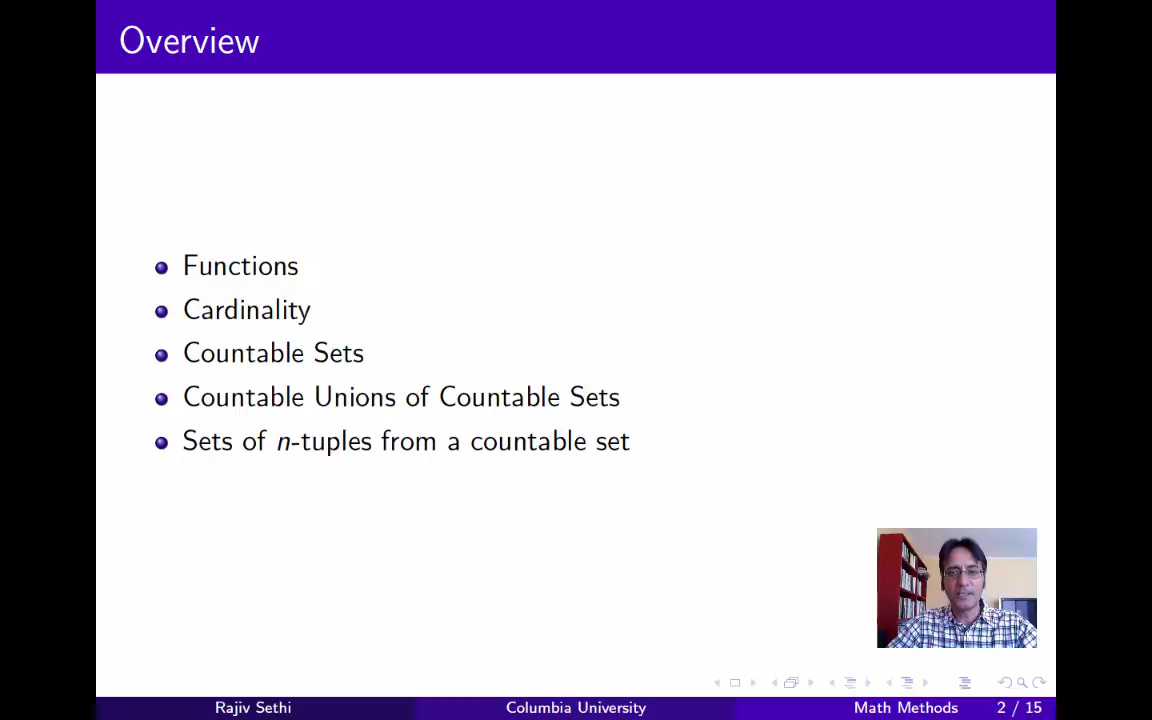 Overview
Functions
Cardinality
Countable Sets
Countable Unions of Countable Sets
Sets of n-tuples from a countable set
Rajiv Sethi
Columbia University
Math Methods
2 / 15